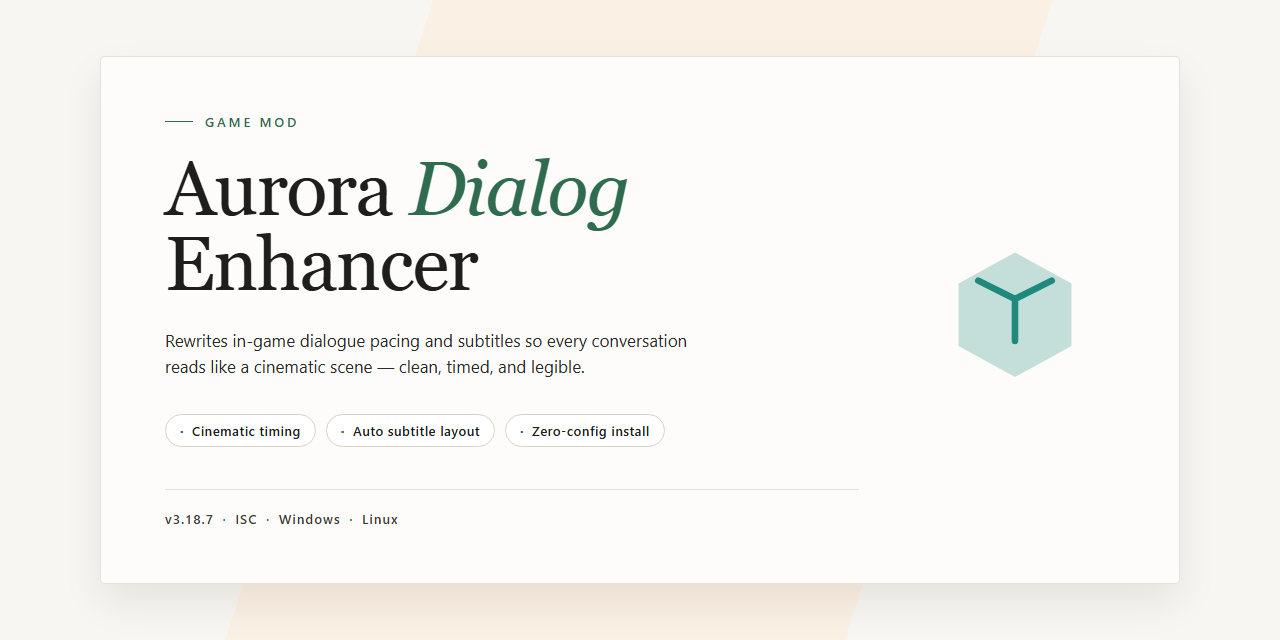 GAME MOD
Aurora Dialog
Enhancer
Rewrites in-game dialogue pacing and subtitles so every conversation
reads like a cinematic scene — clean, timed, and legible.
· Cinematic timing · Auto subtitle layout · Zero-config install
v3.18.7 · ISC · Windows · Linux